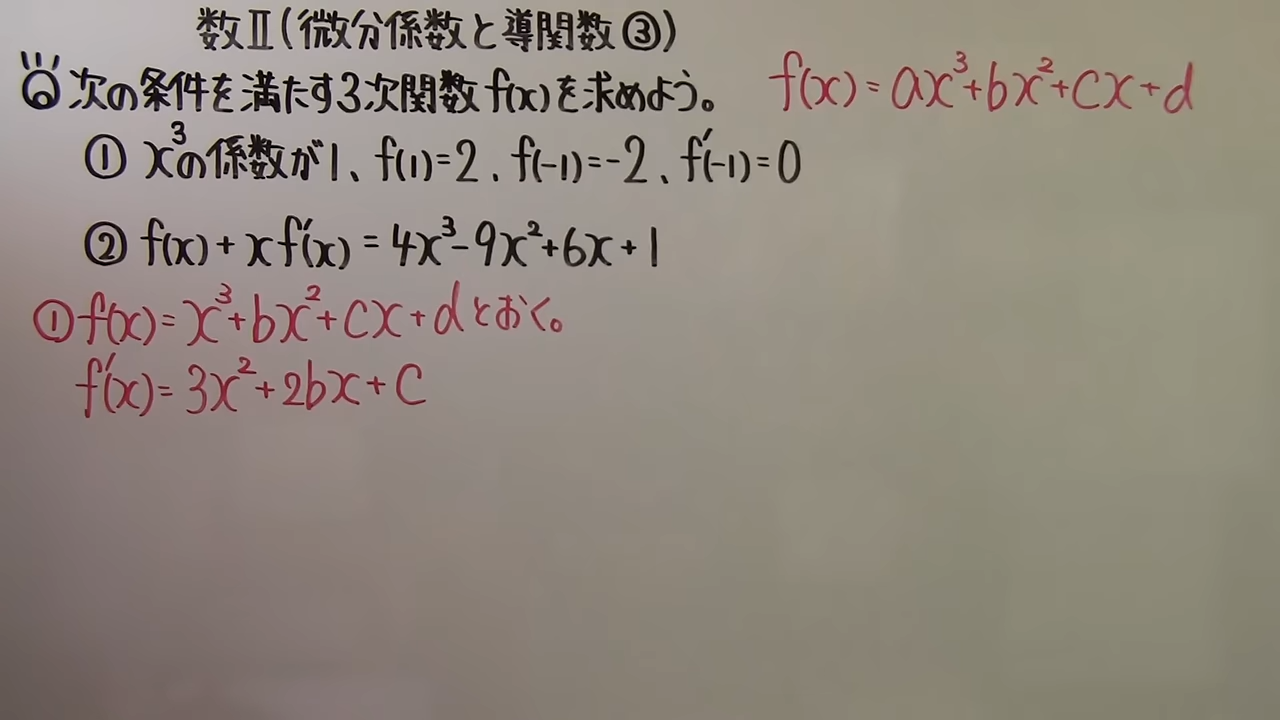 数Ⅱ(微分係数と導関数③)
Q 次の条件を満たす3次関数f(x)を求めよう。 f(x)=ax³+bx²+cx+d
① x³の係数が1、f(1)=2、f(-1)=-2、f′(-1)=0
② f(x)+xf′(x)=4x³-9x²+6x+1
① f(x)=x³+bx²+cx+dとおく。
f′(x)=3x²+2bx+c